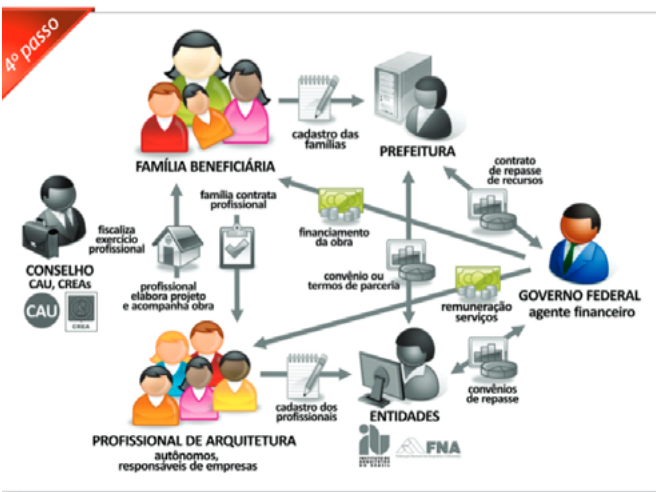 4º passo
FAMÍLIA BENEFICIÁRIA
cadastro das
famílias
PREFEITURA
contrato
de repasse
de recursos
família contrata
profissional
fiscaliza
exercício
profissional
financiamento
da obra
CONSELHO
CAU, CREAs
CAU
CREA
profissional
elabora projeto
e acompanha obra
convênio ou
termos de parceria
remuneração
serviços
GOVERNO FEDERAL
agente financeiro
PROFISSIONAL DE ARQUITETURA
autônomos,
responsáveis de empresas
cadastro dos
profissionais
ENTIDADES
convênios
de repasse
FNA